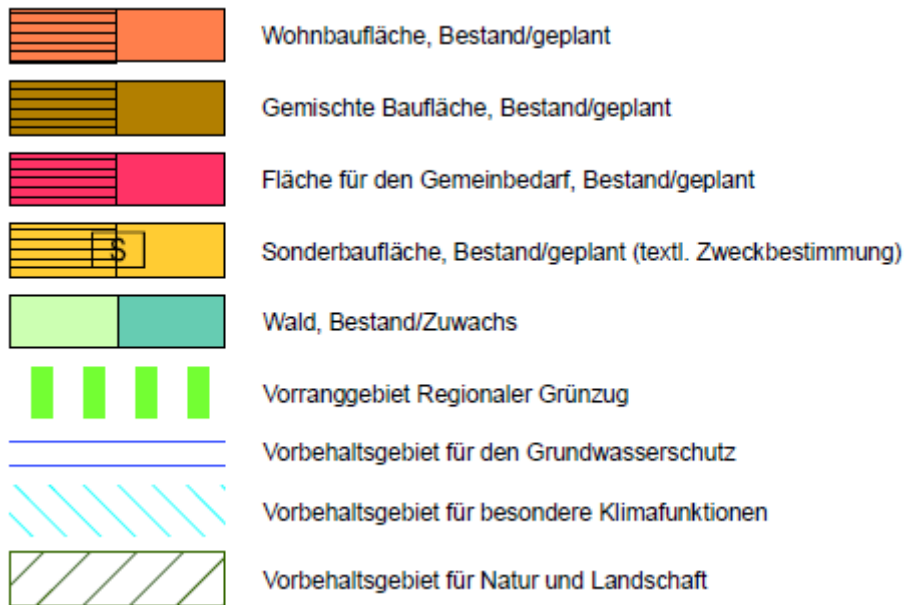 Wohnbaufläche, Bestand/geplant
Gemischte Baufläche, Bestand/geplant
Fläche für den Gemeinbedarf, Bestand/geplant
S
Sonderbaufläche, Bestand/geplant (textl. Zweckbestimmung)
Wald, Bestand/Zuwachs
Vorranggebiet Regionaler Grünzug
Vorbehaltsgebiet für den Grundwasserschutz
Vorbehaltsgebiet für besondere Klimafunktionen
Vorbehaltsgebiet für Natur und Landschaft